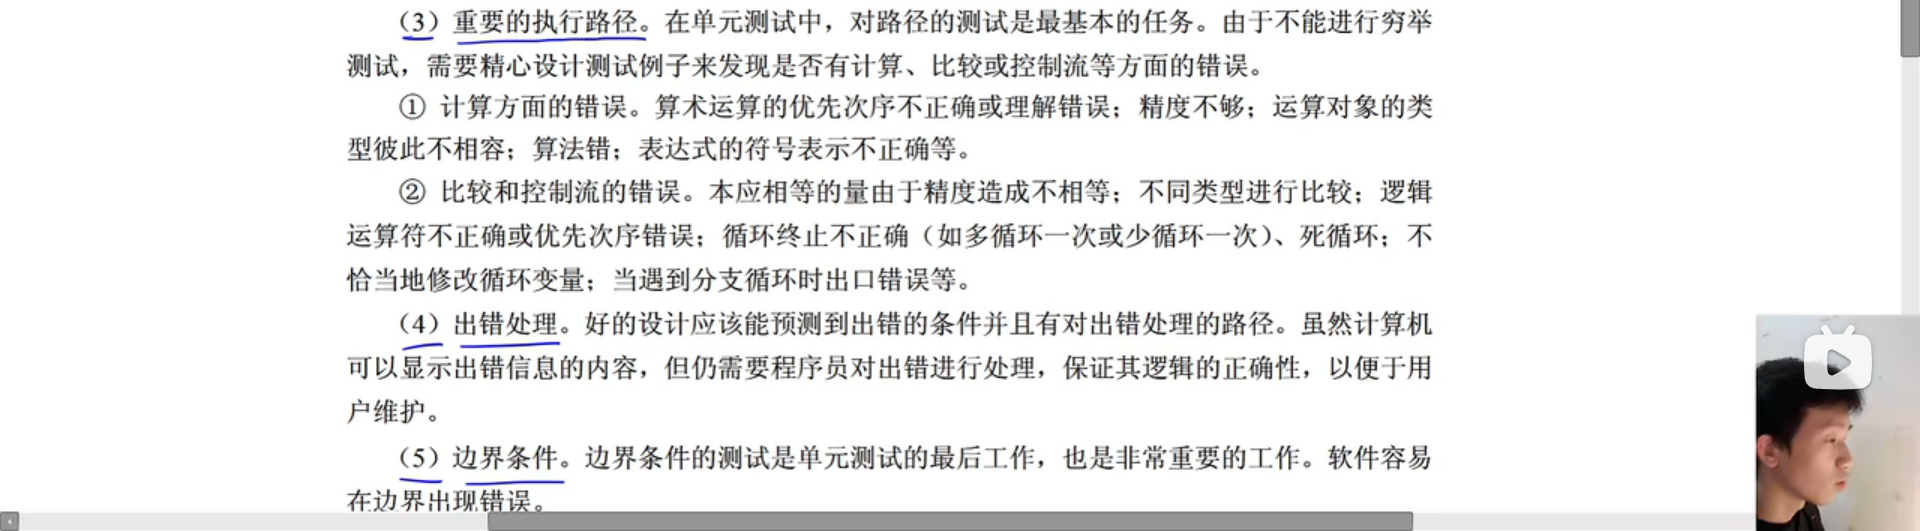 （3）重要的执行路径。在单元测试中，对路径的测试是最基本的任务。由于不能进行穷举
测试，需要精心设计测试例子来发现是否有计算、比较或控制流等方面的错误。
① 计算方面的错误。算术运算的优先次序不正确或理解错误；精度不够；运算对象的类
型彼此不相容；算法错；表达式的符号表示不正确等。
② 比较和控制流的错误。本应相等的量由于精度造成不相等；不同类型进行比较；逻辑
运算符不正确或优先次序错误；循环终止不正确（如多循环一次或少循环一次）、死循环；不
恰当地修改循环变量；当遇到分支循环时出口错误等。
（4）出错处理。好的设计应该能预测到出错的条件并且有对出错处理的路径。虽然计算机
可以显示出错信息的内容，但仍需要程序员对出错进行处理，保证其逻辑的正确性，以便于用
户维护。
（5）边界条件。边界条件的测试是单元测试的最后工作，也是非常重要的工作。软件容易
在边界出现错误。